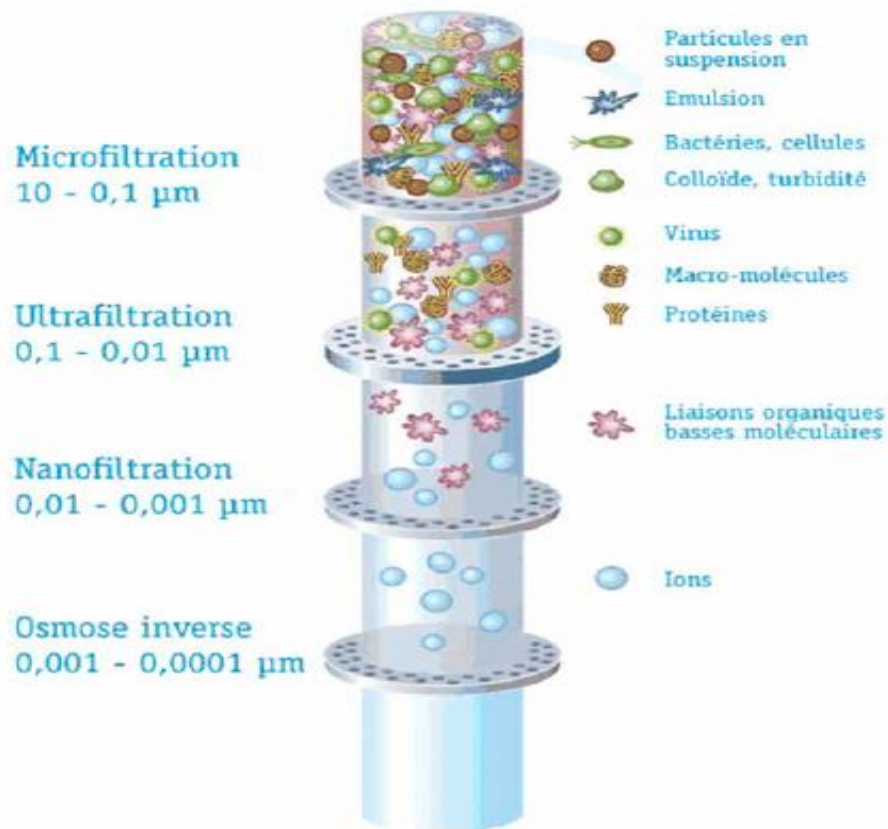 Microfiltration
10 - 0,1 µm
Ultrafiltration
0,1 - 0,01 µm
Nanofiltration
0,01 - 0,001 µm
Osmose inverse
0,001 - 0,0001 µm
Particules en
suspension
Emulsion
Bactéries, cellules
Colloïde, turbidité
Virus
Macro-molécules
Protéines
Liaisons organiques
basses moléculaires
Ions